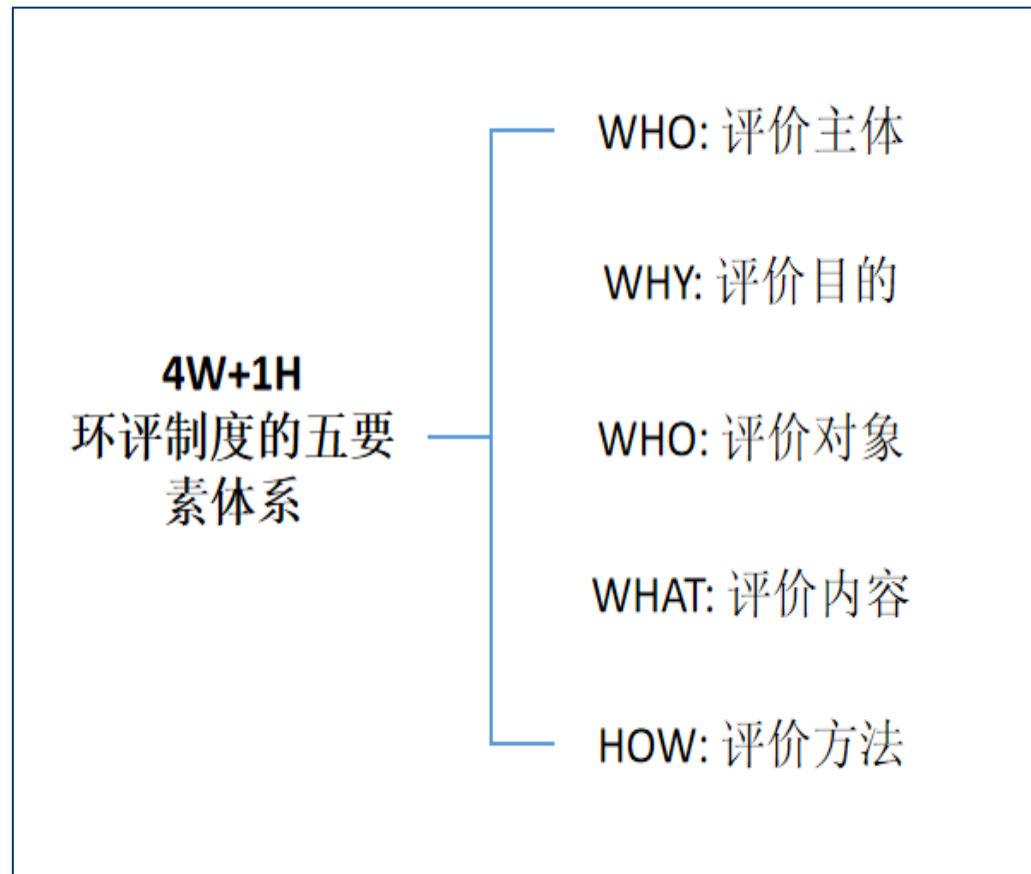 4W+1H
环评制度的五要
素体系
WHO: 评价主体
WHY: 评价目的
WHO: 评价对象
WHAT: 评价内容
HOW: 评价方法